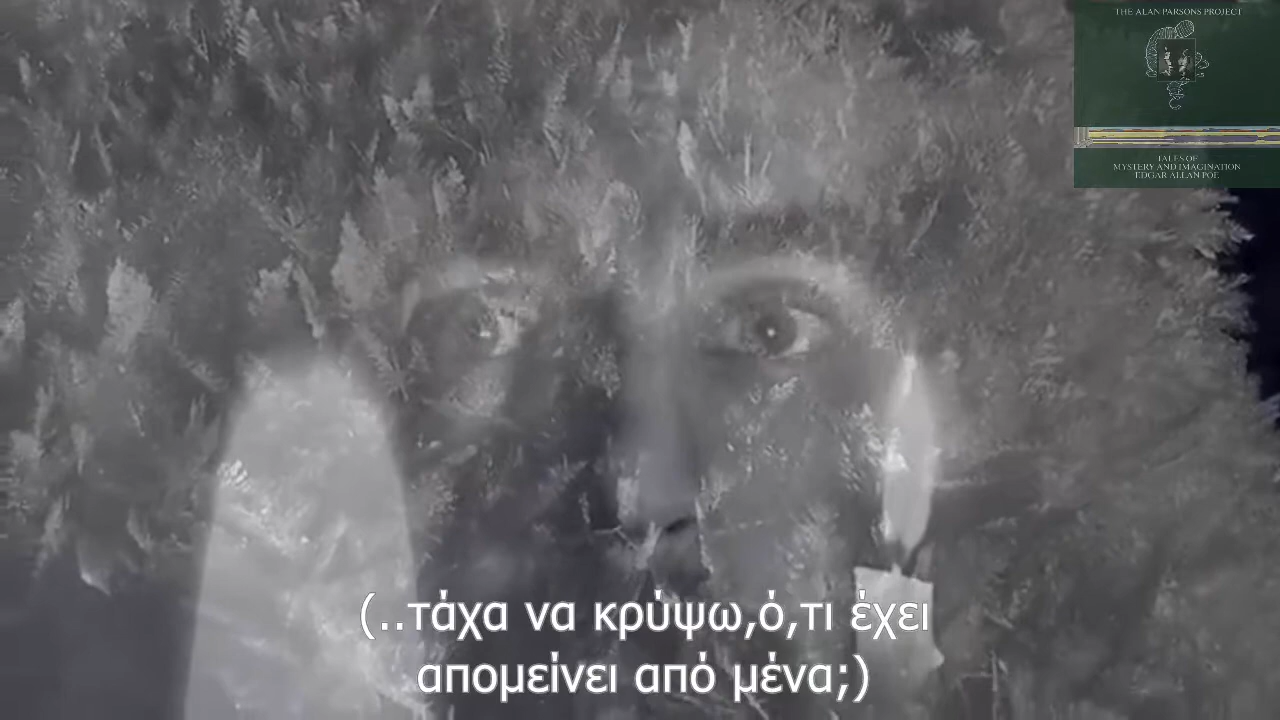 THE ALAN PARSONS PROJECT
TALES OF
MYSTERY AND IMAGINATION
EDGAR ALLAN POE
(..τάχα να κρύψω,ό,τι έχει
απομείνει από μένα;)